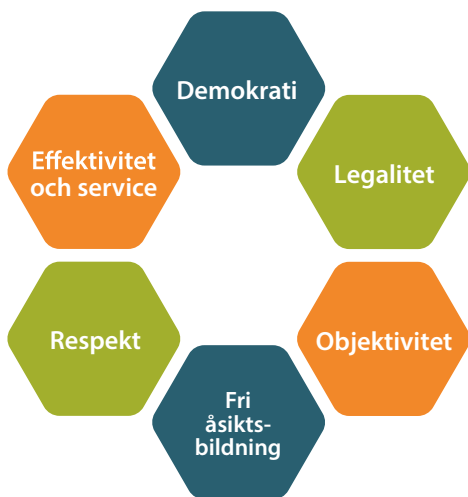 Demokrati
Legalitet
Objektivitet
Fri
åsikts-
bildning
Respekt
Effektivitet
och service